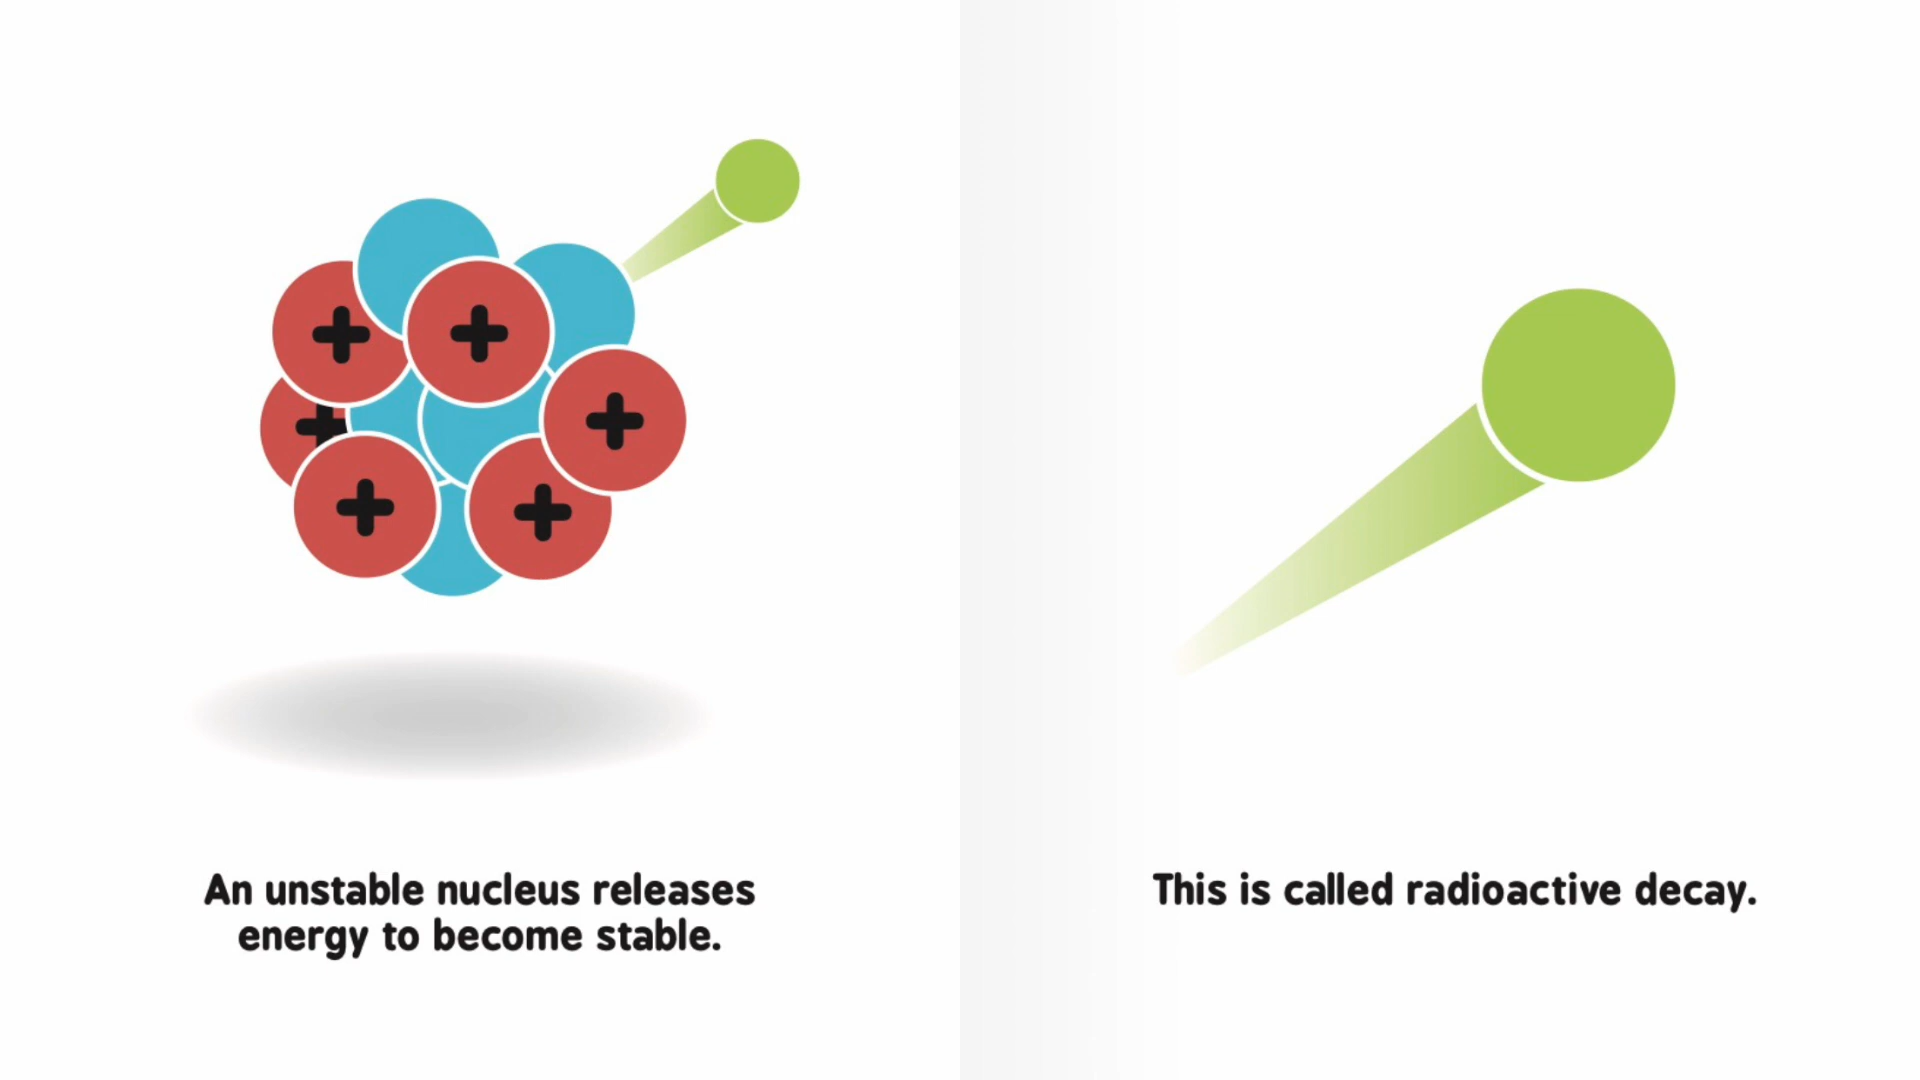 An unstable nucleus releases
energy to become stable.
This is called radioactive decay.